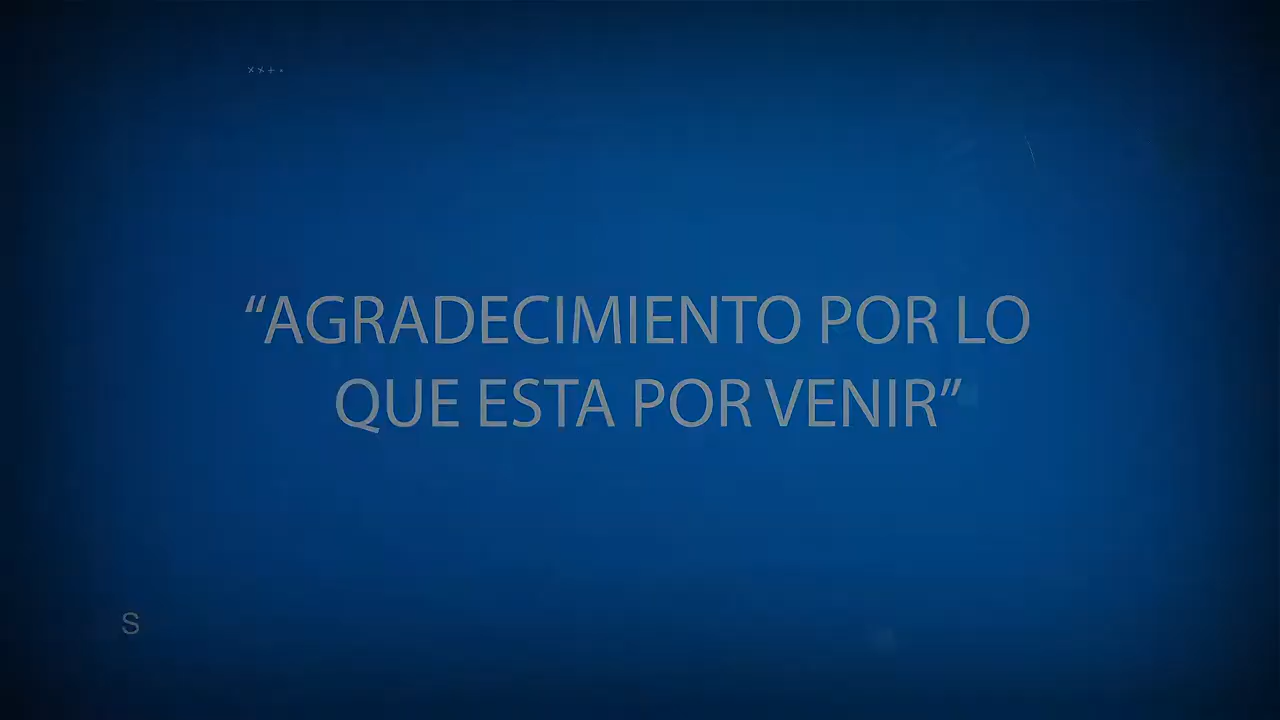 “AGRADECIMIENTO POR LO
QUE ESTA POR VENIR”
S